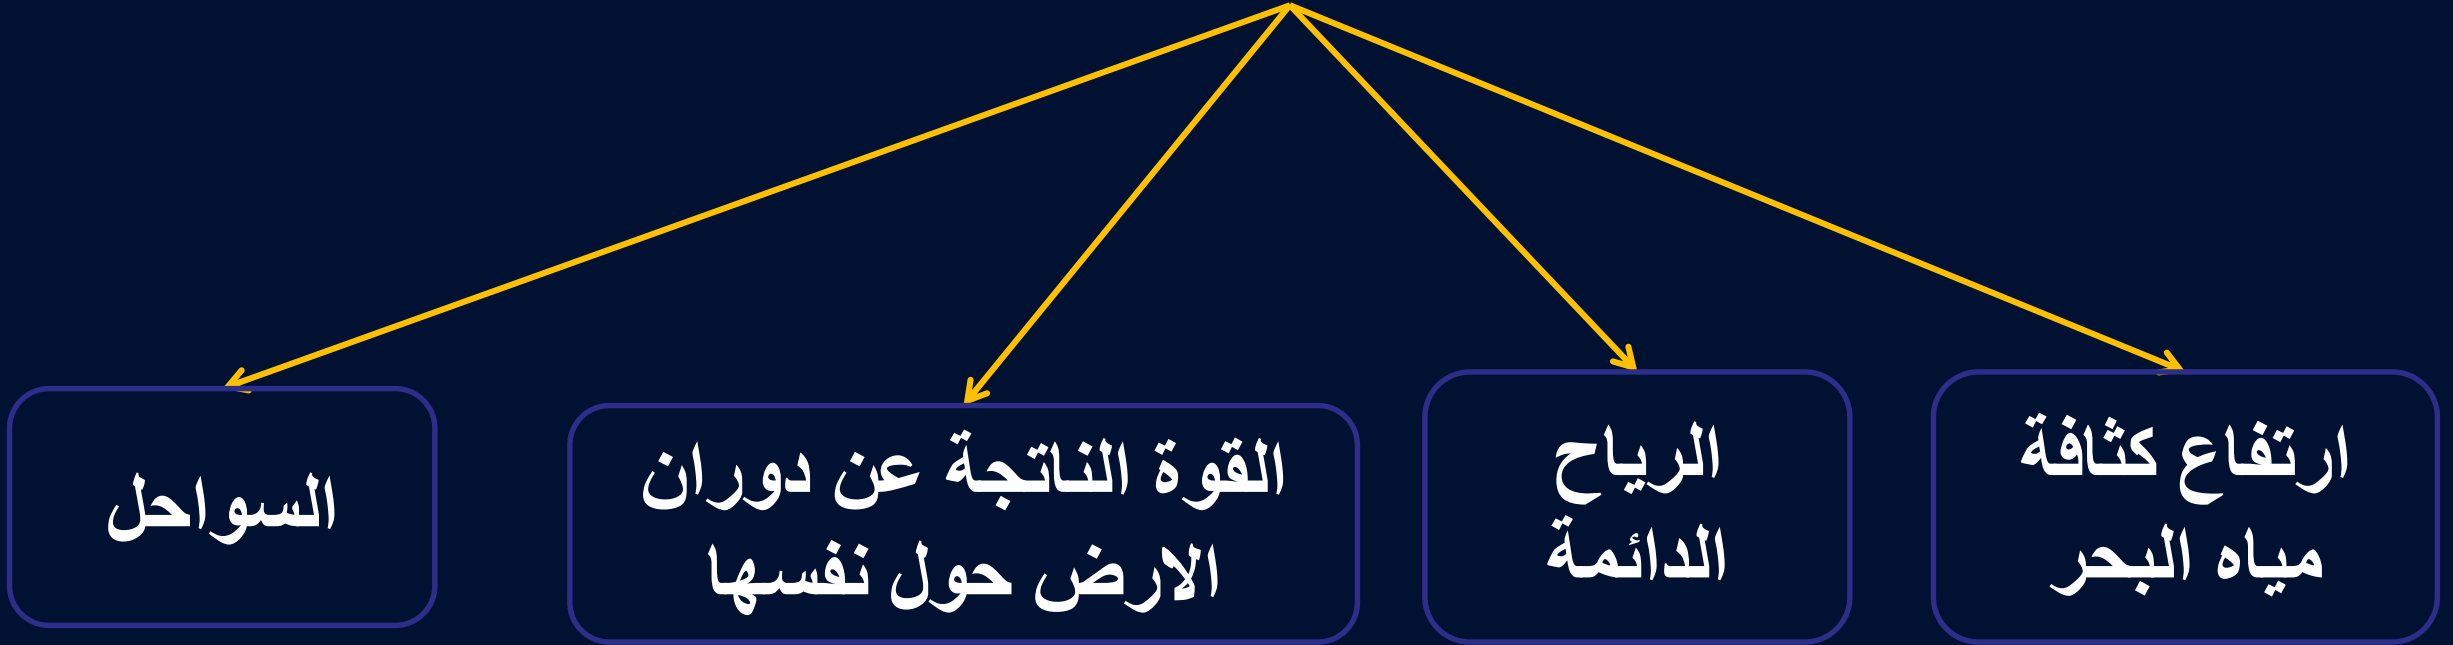 ارتفاع كثافة
مياه البحر
الرياح
الدائمة
القوة الناتجة عن دوران
الارض حول نفسها
السواحل